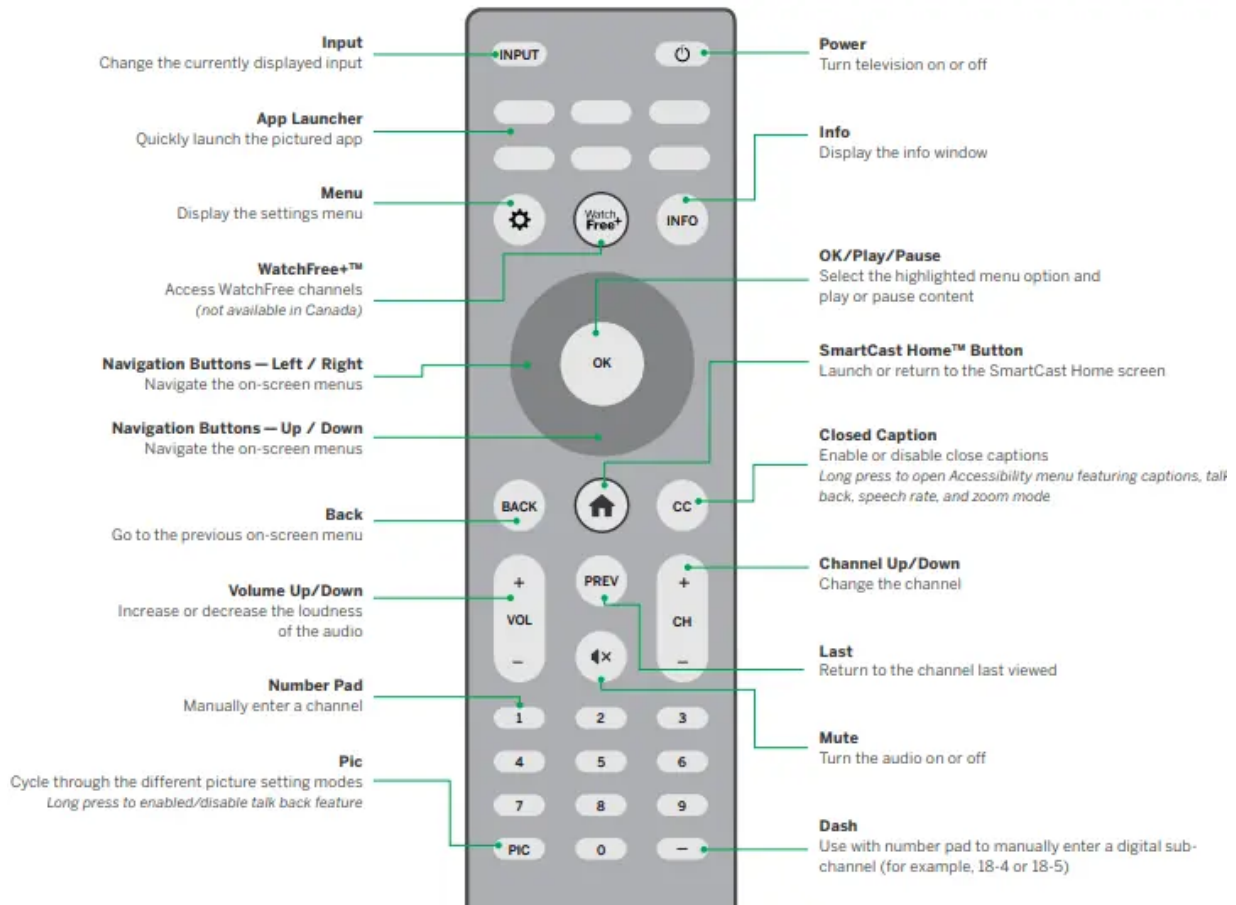 Input
Change the currently displayed input
App Launcher
Quickly launch the pictured app
Menu
Display the settings menu
WatchFree+™
Access WatchFree channels
(not available in Canada)
Navigation Buttons — Left / Right
Navigate the on-screen menus
Navigation Buttons — Up / Down
Navigate the on-screen menus
Back
Go to the previous on-screen menu
Volume Up/Down
Increase or decrease the loudness
of the audio
Number Pad
Manually enter a channel
Pic
Cycle through the different picture setting modes
Long press to enabled/disable talk back feature
INPUT
Watch
Free+
INFO
OK
BACK
CC
+
PREV
+
VOL
CH
–
–
1
2
3
4
5
6
7
8
9
PIC
0
–
Power
Turn television on or off
Info
Display the info window
OK/Play/Pause
Select the highlighted menu option and
play or pause content
SmartCast Home™ Button
Launch or return to the SmartCast Home screen
Closed Caption
Enable or disable close captions
Long press to open Accessibility menu featuring captions, talk
back, speech rate, and zoom mode
Channel Up/Down
Change the channel
Last
Return to the channel last viewed
Mute
Turn the audio on or off
Dash
Use with number pad to manually enter a digital sub-
channel (for example, 18-4 or 18-5)